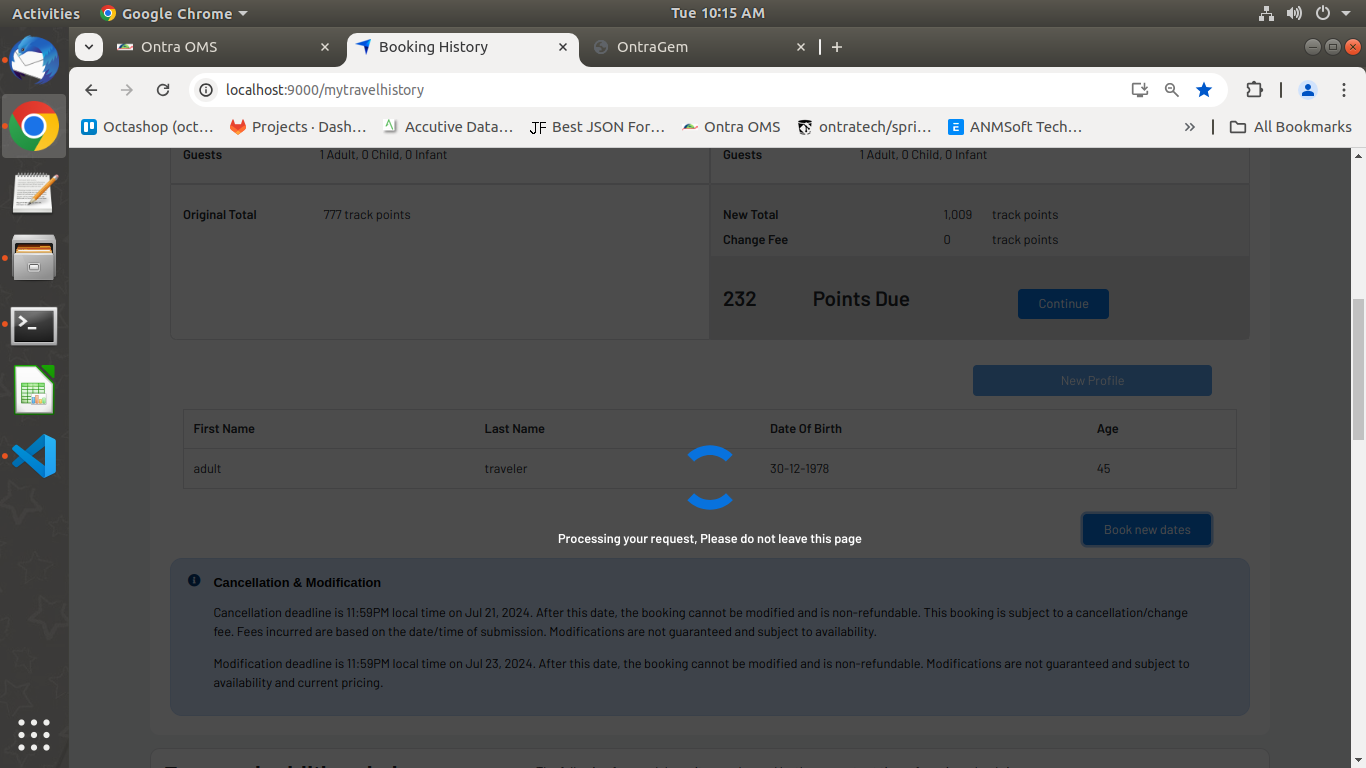 Activities Google Chrome Tue 10:15 AM
Ontra OMS Booking History OntraGem
localhost:9000/mytravelhistory
Octashop (oct... Projects · Dash... Accutive Data... JF Best JSON For... Ontra OMS ontratech/spri... E ANMSoft Tech... » All Bookmarks
Guests 1 Adult, 0 Child, 0 Infant Guests 1 Adult, 0 Child, 0 Infant
Original Total 777 track points New Total 1,009 track points
Change Fee 0 track points
232 Points Due Continue
New Profile
First Name Last Name Date Of Birth Age
adult traveler 30-12-1978 45
Book new dates
Processing your request, Please do not leave this page
Cancellation & Modification
Cancellation deadline is 11:59PM local time on Jul 21, 2024. After this date, the booking cannot be modified and is non-refundable. This booking is subject to a cancellation/change
fee. Fees incurred are based on the date/time of submission. Modifications are not guaranteed and subject to availability.
Modification deadline is 11:59PM local time on Jul 23, 2024. After this date, the booking cannot be modified and is non-refundable. Modifications are not guaranteed and subject to
availability and current pricing.